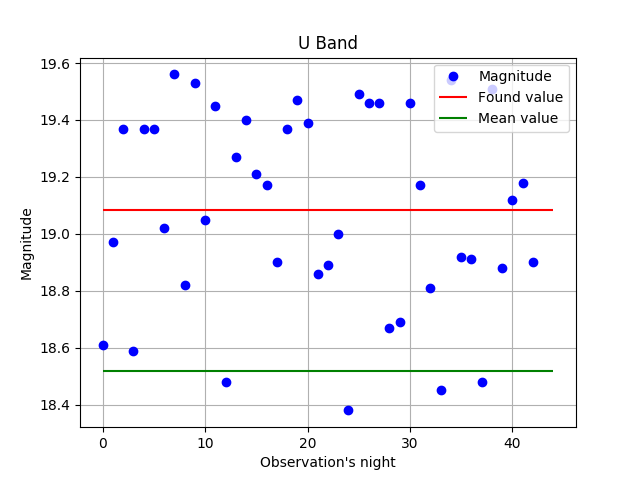 U Band
19.6
19.4
19.2
19.0
18.8
18.6
18.4
Magnitude
Magnitude
Found value
Mean value
0
10
20
30
40
Observation's night